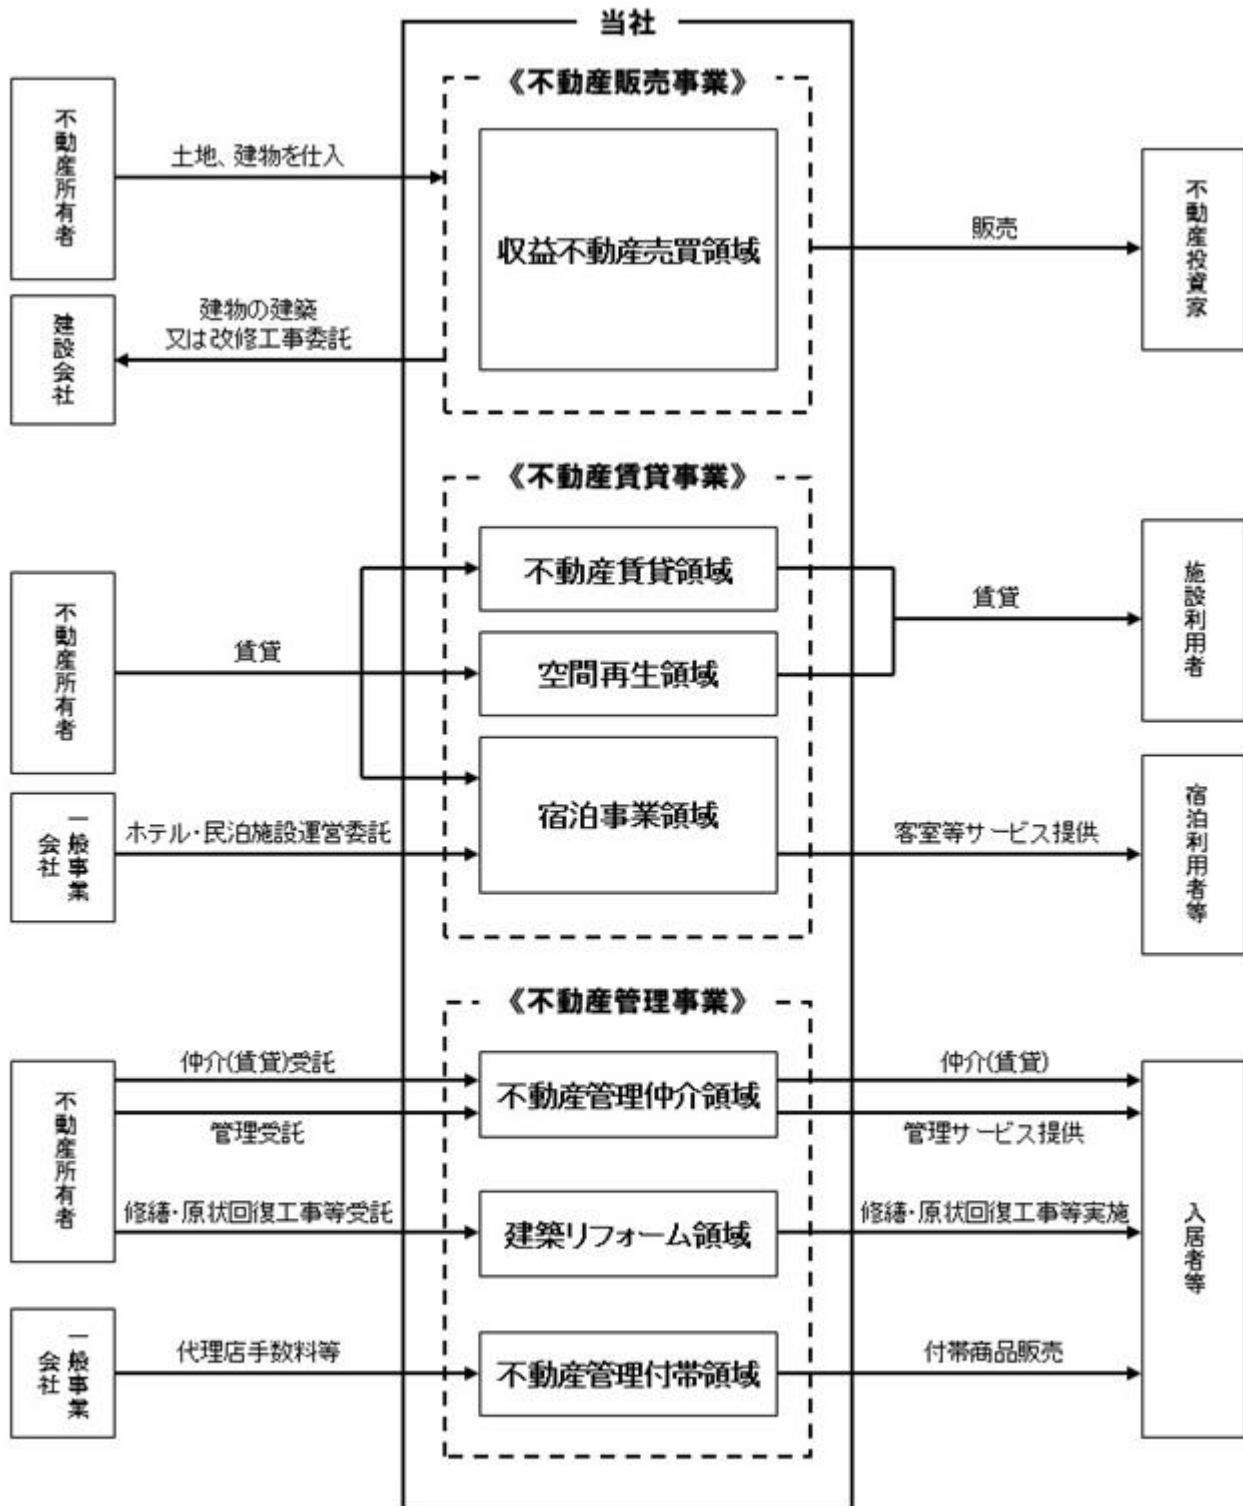 当社
《不動産販売事業》
不動産所有者
土地、建物を仕入
収益不動産売買領域
販売
不動産投資家
建設会社
建物の建築
又は改修工事委託
《不動産賃貸事業》
不動産所有者
賃貸
不動産賃貸領域
空間再生領域
賃貸
施設利用者
一般事業
会社
ホテル・民泊施設運営委託
宿泊事業領域
客室等サービス提供
宿泊利用者等
《不動産管理事業》
不動産所有者
仲介(賃貸)受託
管理受託
不動産管理仲介領域
仲介(賃貸)
管理サービス提供
修繕・原状回復工事等受託
建築リフォーム領域
修繕・原状回復工事等実施
入居者等
一般事業
会社
代理店手数料等
不動産管理付帯領域
付帯商品販売